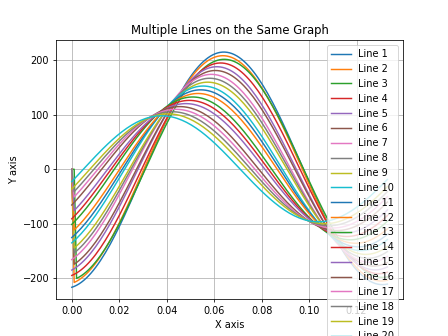 Multiple Lines on the Same Graph
Y axis
200
100
0
−100
−200
0.00
0.02
0.04
0.06
0.08
0.10
X axis
Line 1
Line 2
Line 3
Line 4
Line 5
Line 6
Line 7
Line 8
Line 9
Line 10
Line 11
Line 12
Line 13
Line 14
Line 15
Line 16
Line 17
Line 18
Line 19
Line 20